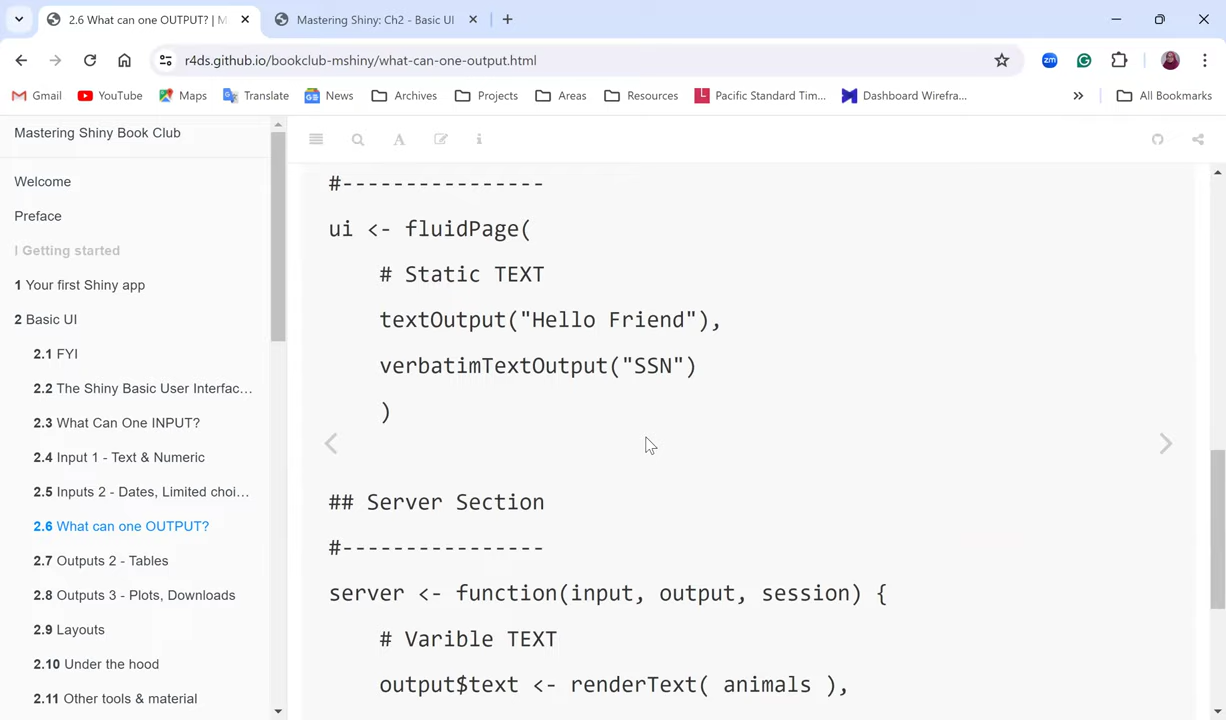 2.6 What can one OUTPUT? | M
Mastering Shiny: Ch2 - Basic UI
r4ds.github.io/bookclub-mshiny/what-can-one-output.html
zm
Gmail
YouTube
Maps
Translate
News
Archives
Projects
Areas
Resources
Pacific Standard Tim...
Dashboard Wirefra...
All Bookmarks
Mastering Shiny Book Club
Welcome
Preface
I Getting started
1 Your first Shiny app
2 Basic UI
2.1 FYI
2.2 The Shiny Basic User Interfac...
2.3 What Can One INPUT?
2.4 Input 1 - Text & Numeric
2.5 Inputs 2 - Dates, Limited choi...
2.6 What can one OUTPUT?
2.7 Outputs 2 - Tables
2.8 Outputs 3 - Plots, Downloads
2.9 Layouts
2.10 Under the hood
2.11 Other tools & material
#----------------
ui <- fluidPage(
# Static TEXT
textOutput("Hello Friend"),
verbatimTextOutput("SSN")
)
## Server Section
#----------------
server <- function(input, output, session) {
# Varible TEXT
output$text <- renderText( animals ),